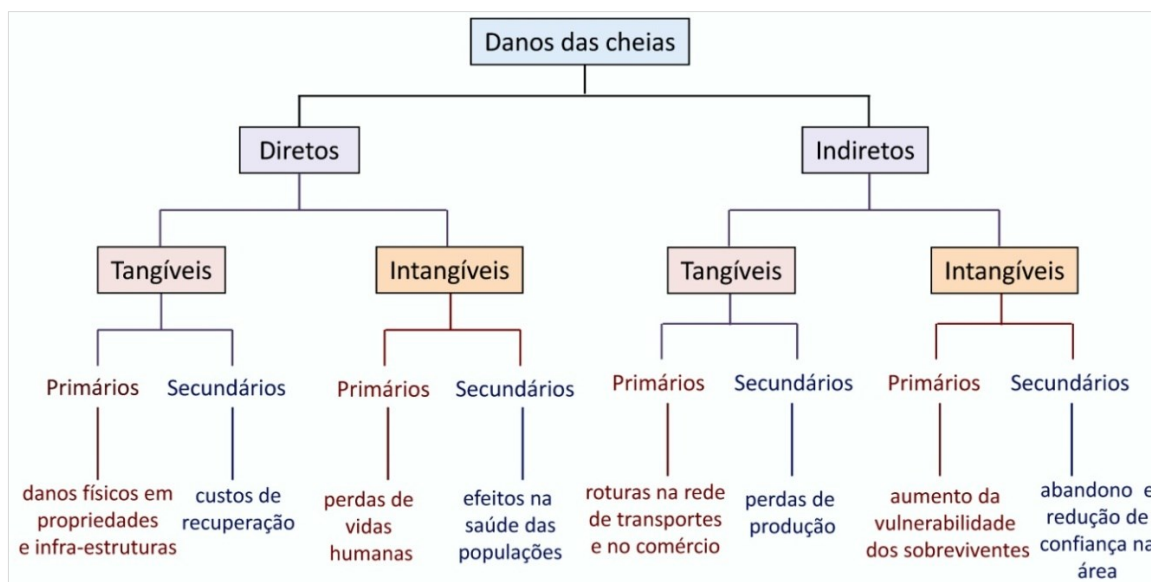 Danos das cheias
Diretos
Indiretos
Tangíveis
Intangíveis
Tangíveis
Intangíveis
Primários
Secundários
Primários
Secundários
Primários
Secundários
Primários
Secundários
danos físicos em
propriedades
e infra-estruturas
custos de
recuperação
perdas de
vidas
humanas
efeitos na
saúde das
populações
roturas na rede
de transportes
e no comércio
perdas de
produção
aumento da
vulnerabilidade
dos sobreviventes
abandono e
redução de
confiança na
área